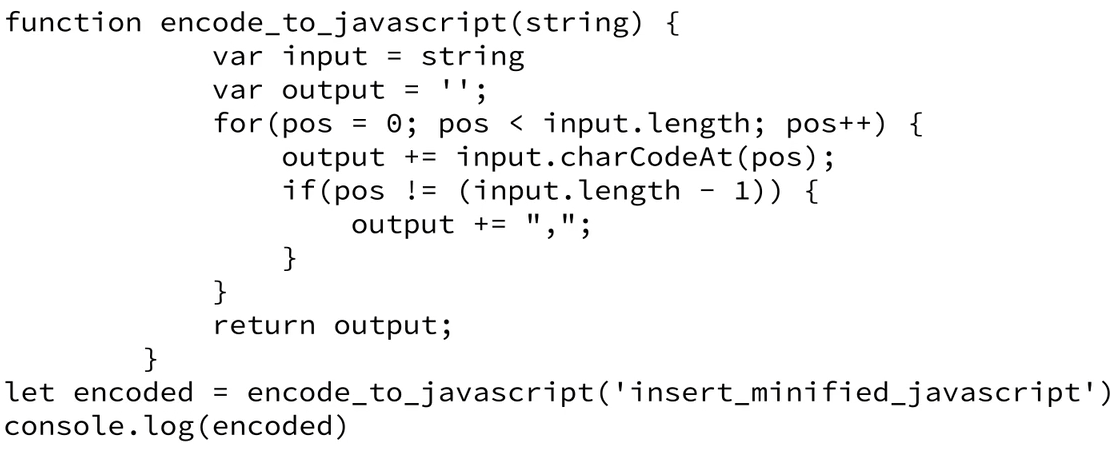 function encode_to_javascript(string) {
            var input = string
            var output = '';
            for(pos = 0; pos < input.length; pos++) {
                output += input.charCodeAt(pos);
                if(pos != (input.length - 1)) {
                    output += ",";
                }
            }
            return output;
        }
let encoded = encode_to_javascript('insert_minified_javascript')
console.log(encoded)